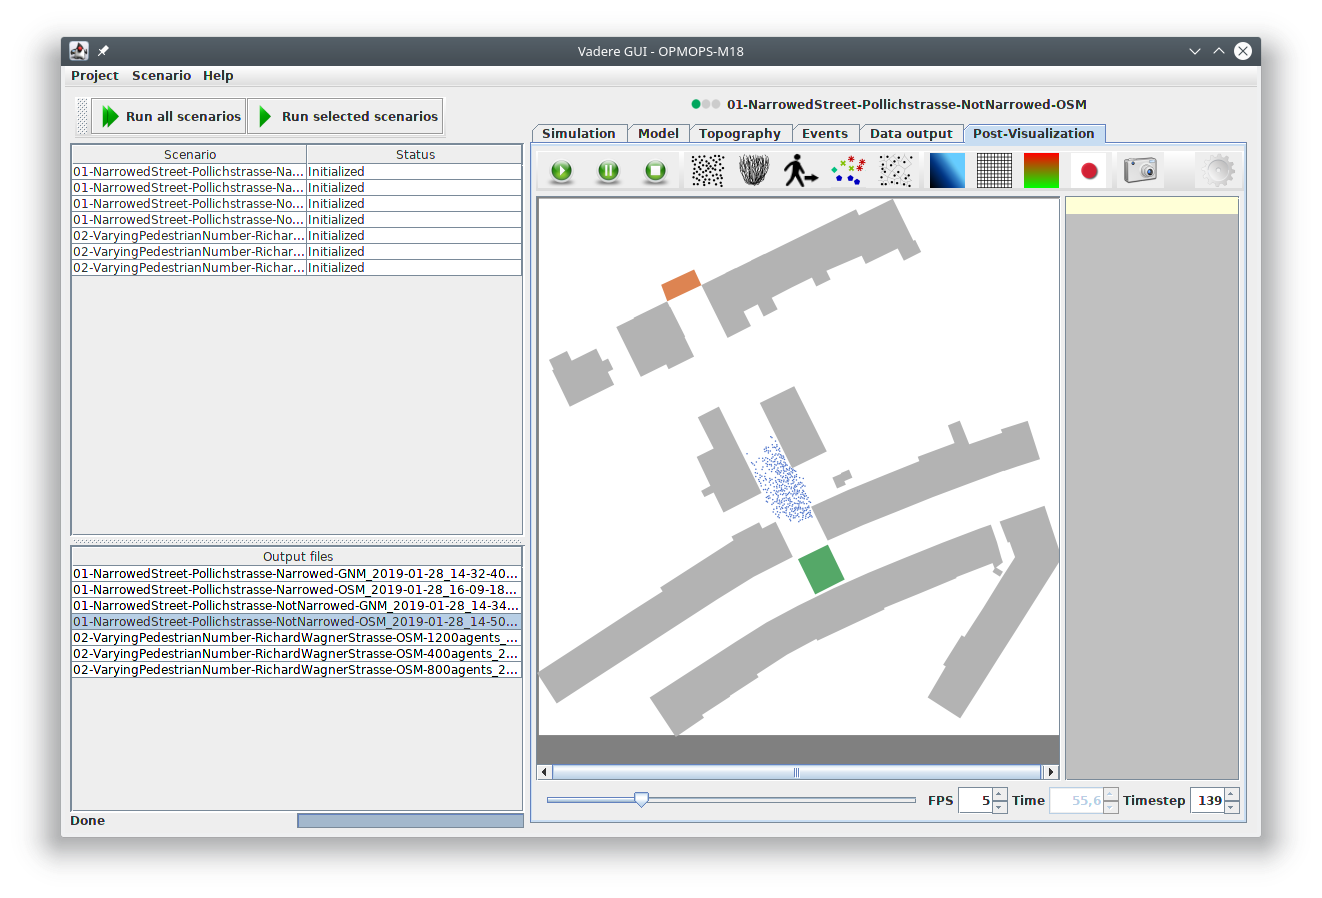 Vadere GUI - OPMOPS-M18
Project Scenario Help
Run all scenarios Run selected scenarios
Scenario Status
01-NarrowedStreet-Pollichstrasse-Na... Initialized
01-NarrowedStreet-Pollichstrasse-Na... Initialized
01-NarrowedStreet-Pollichstrasse-No... Initialized
01-NarrowedStreet-Pollichstrasse-No... Initialized
02-VaryingPedestrianNumber-Richar... Initialized
02-VaryingPedestrianNumber-Richar... Initialized
02-VaryingPedestrianNumber-Richar... Initialized
Output files
01-NarrowedStreet-Pollichstrasse-Narrowed-GNM_2019-01-28_14-32-40...
01-NarrowedStreet-Pollichstrasse-Narrowed-OSM_2019-01-28_16-09-18...
01-NarrowedStreet-Pollichstrasse-NotNarrowed-GNM_2019-01-28_14-34...
01-NarrowedStreet-Pollichstrasse-NotNarrowed-OSM_2019-01-28_14-50...
02-VaryingPedestrianNumber-RichardWagnerStrasse-OSM-1200agents_...
02-VaryingPedestrianNumber-RichardWagnerStrasse-OSM-400agents_2...
02-VaryingPedestrianNumber-RichardWagnerStrasse-OSM-800agents_2...
Done
01-NarrowedStreet-Pollichstrasse-NotNarrowed-OSM
Simulation Model Topography Events Data output Post-Visualization
FPS 5 Time 55,6 Timestep 139